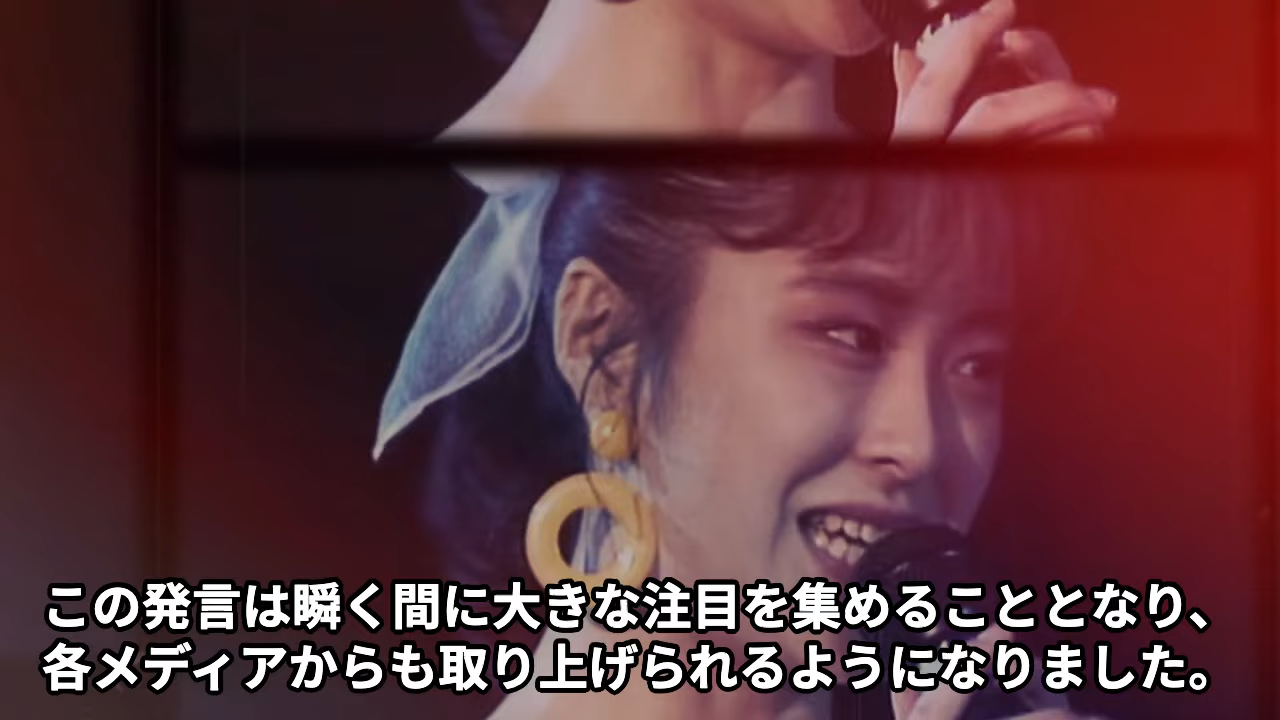 この発言は瞬く間に大きな注目を集めることとなり、
各メディアからも取り上げられるようになりました。